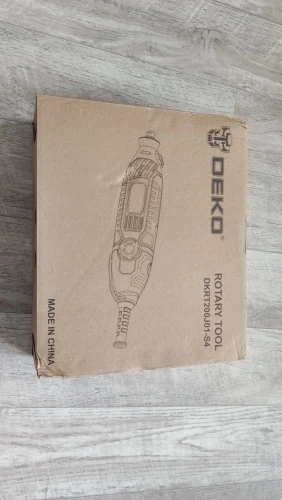 DEKO
ROTARY TOOL
DKRT200J01-S4
MADE IN CHINA